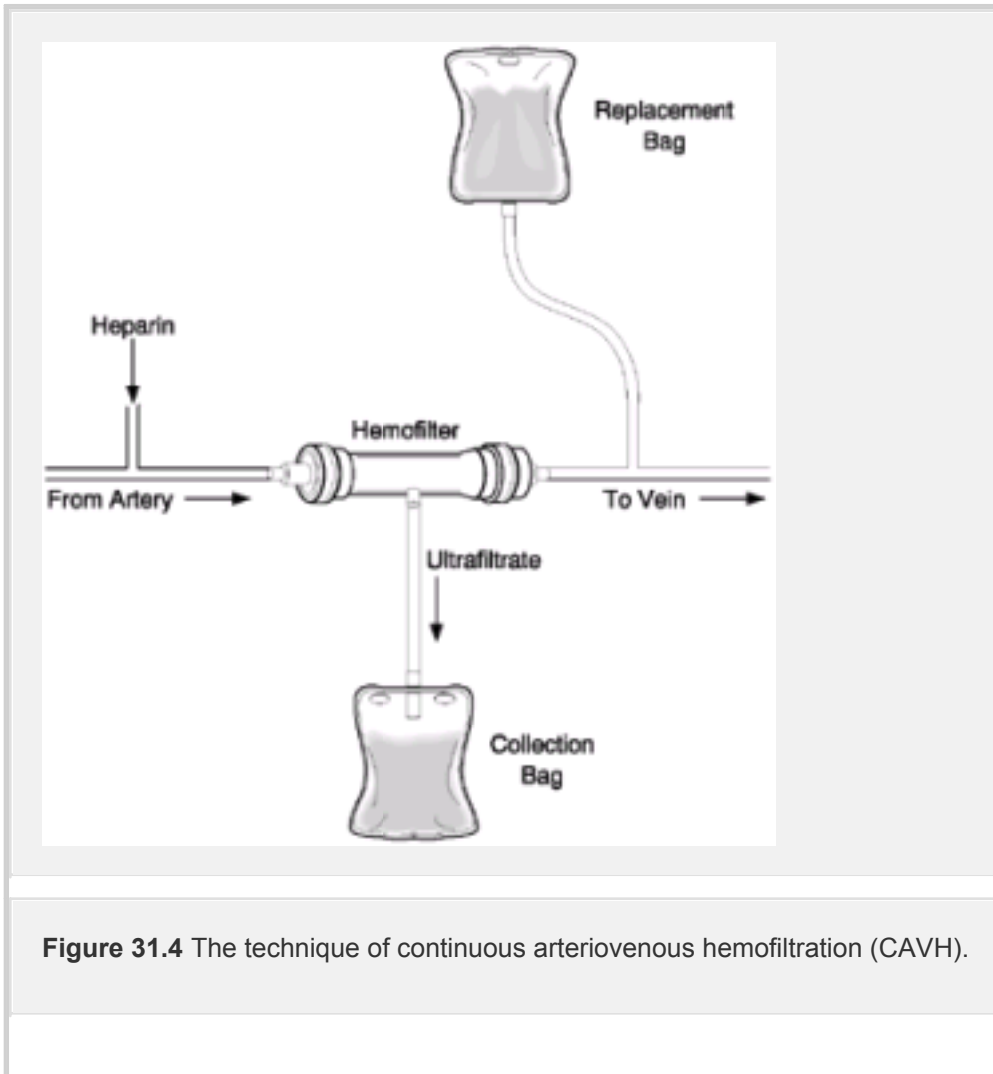 Replacement
Bag
Heparin
Hemofilter
From Artery
To Vein
Ultrafiltrate
Collection
Bag
Figure 31.4 The technique of continuous arteriovenous hemofiltration (CAVH).